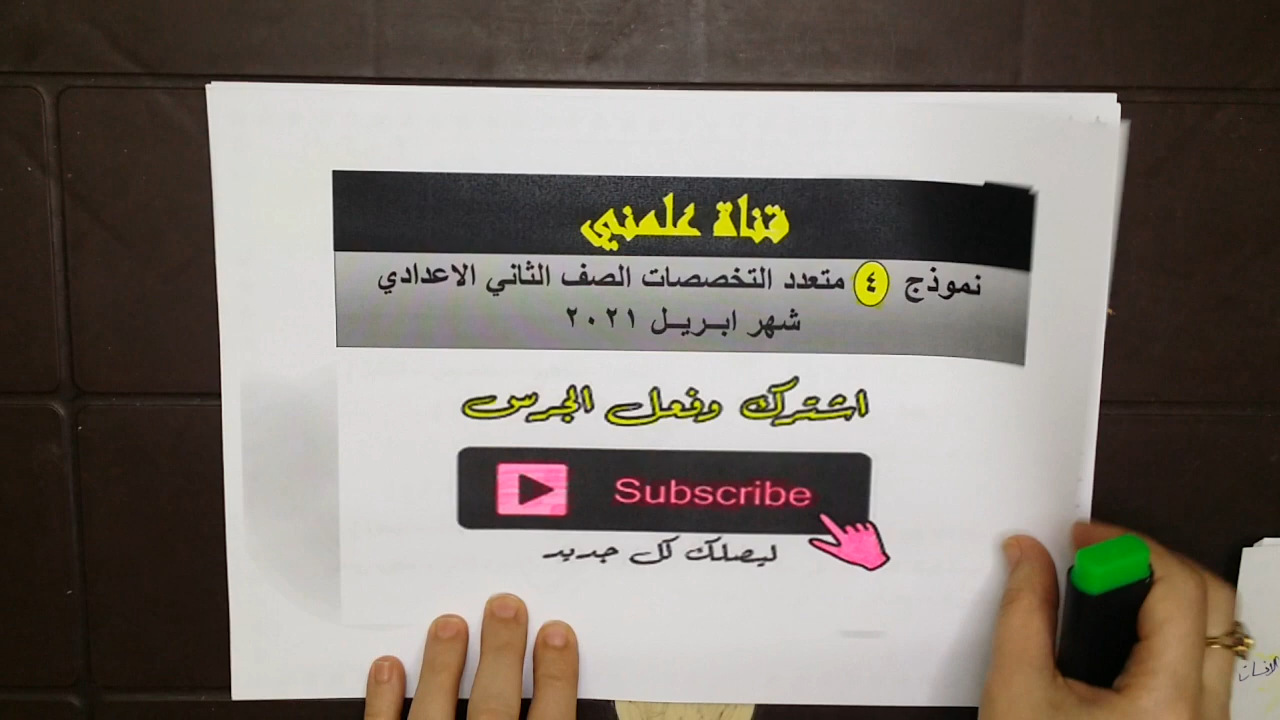 قناة علمني
نموذج ٤ متعدد التخصصات الصف الثاني الاعدادي
شهر ابريل ٢٠٢١
اشترك وفعل الجرس
Subscribe
ليصلك كل جديد